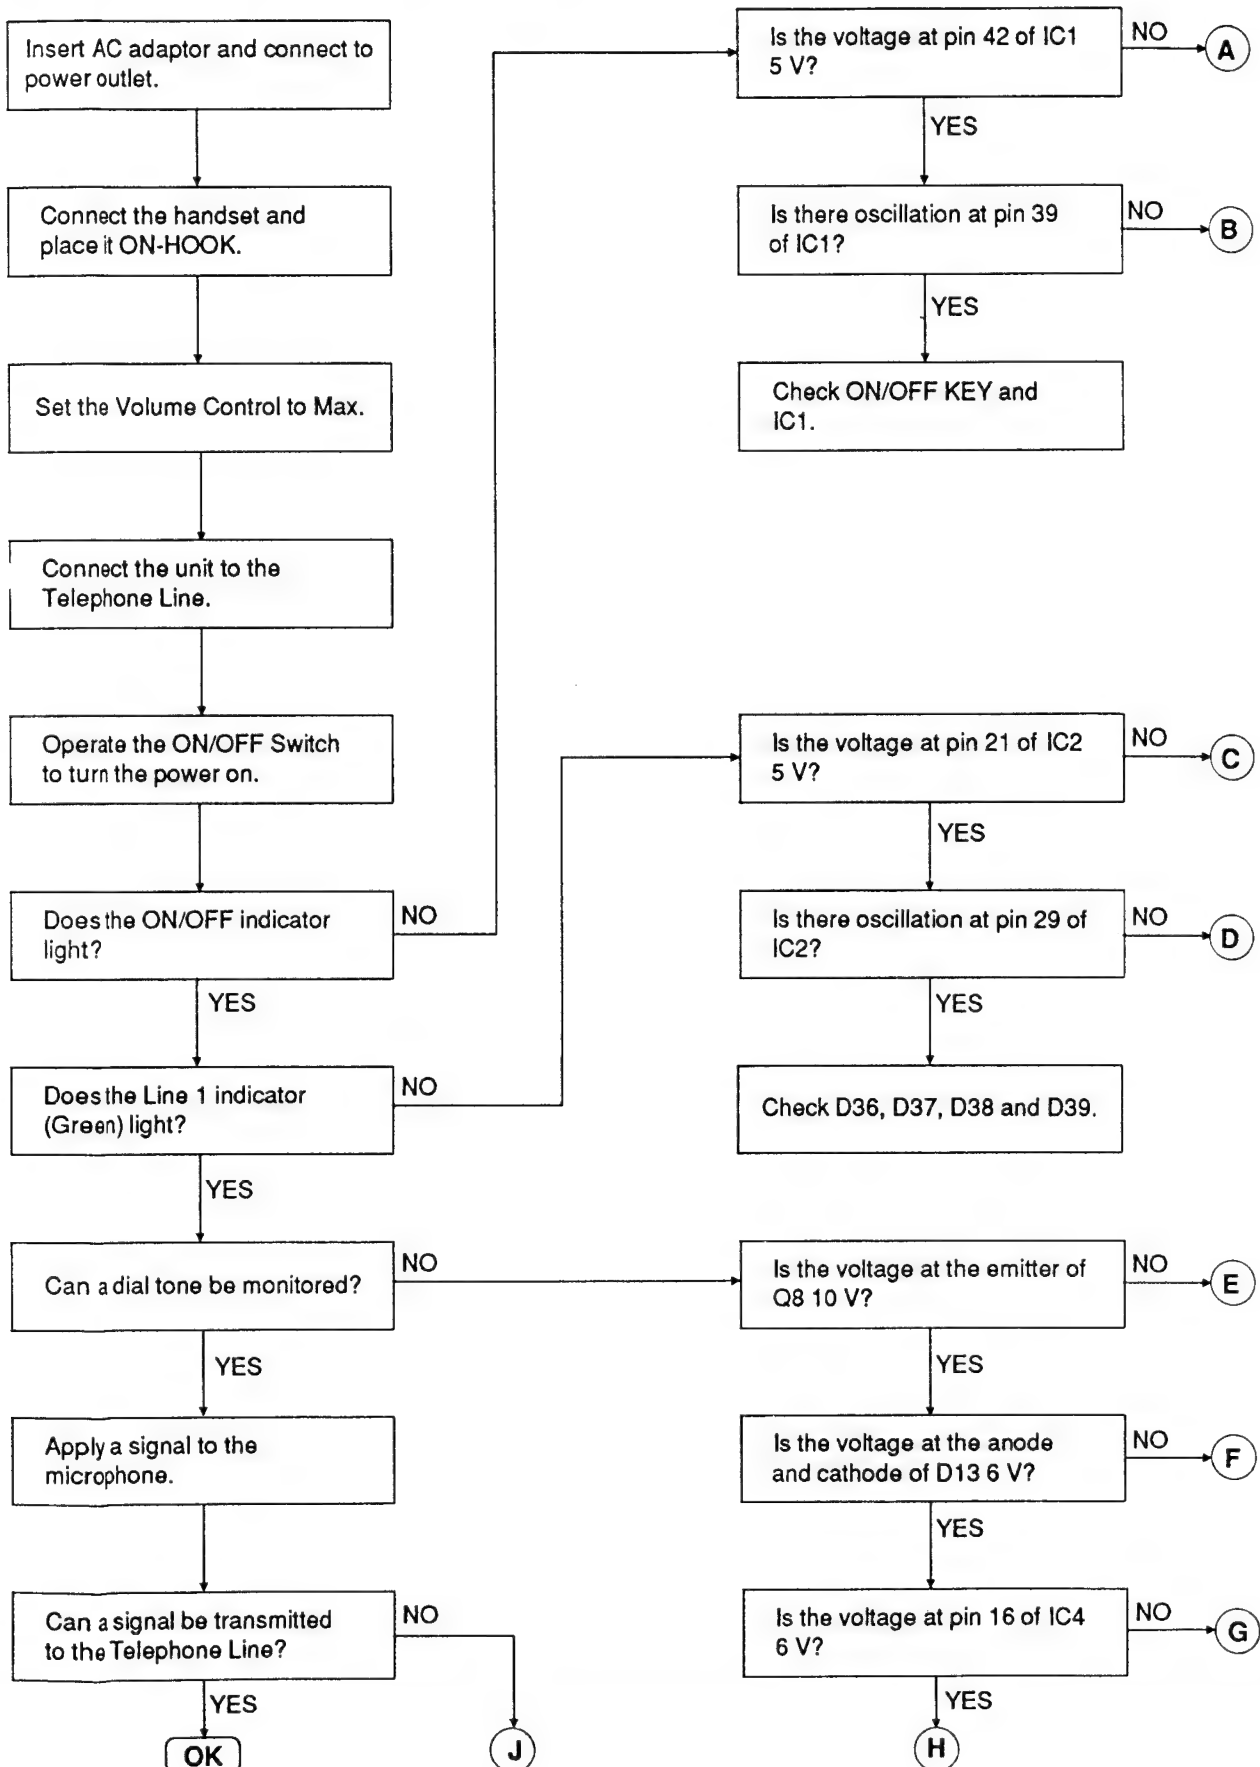 Insert AC adaptor and connect to
power outlet.
Connect the handset and
place it ON-HOOK.
Set the Volume Control to Max.
Connect the unit to the
Telephone Line.
Operate the ON/OFF Switch
to turn the power on.
Does the ON/OFF indicator
light?
NO
YES
Does the Line 1 indicator
(Green) light?
NO
YES
Can a dial tone be monitored?
NO
YES
Apply a signal to the
microphone.
Can a signal be transmitted
to the Telephone Line?
NO
YES
OK
J
Is the voltage at pin 42 of IC1
5 V?
NO
A
YES
Is there oscillation at pin 39
of IC1?
NO
B
YES
Check ON/OFF KEY and
IC1.
Is the voltage at pin 21 of IC2
5 V?
NO
C
YES
Is there oscillation at pin 29 of
IC2?
NO
D
YES
Check D36, D37, D38 and D39.
Is the voltage at the emitter of
Q8 10 V?
NO
E
YES
Is the voltage at the anode
and cathode of D13 6 V?
NO
F
YES
Is the voltage at pin 16 of IC4
6 V?
NO
G
YES
H